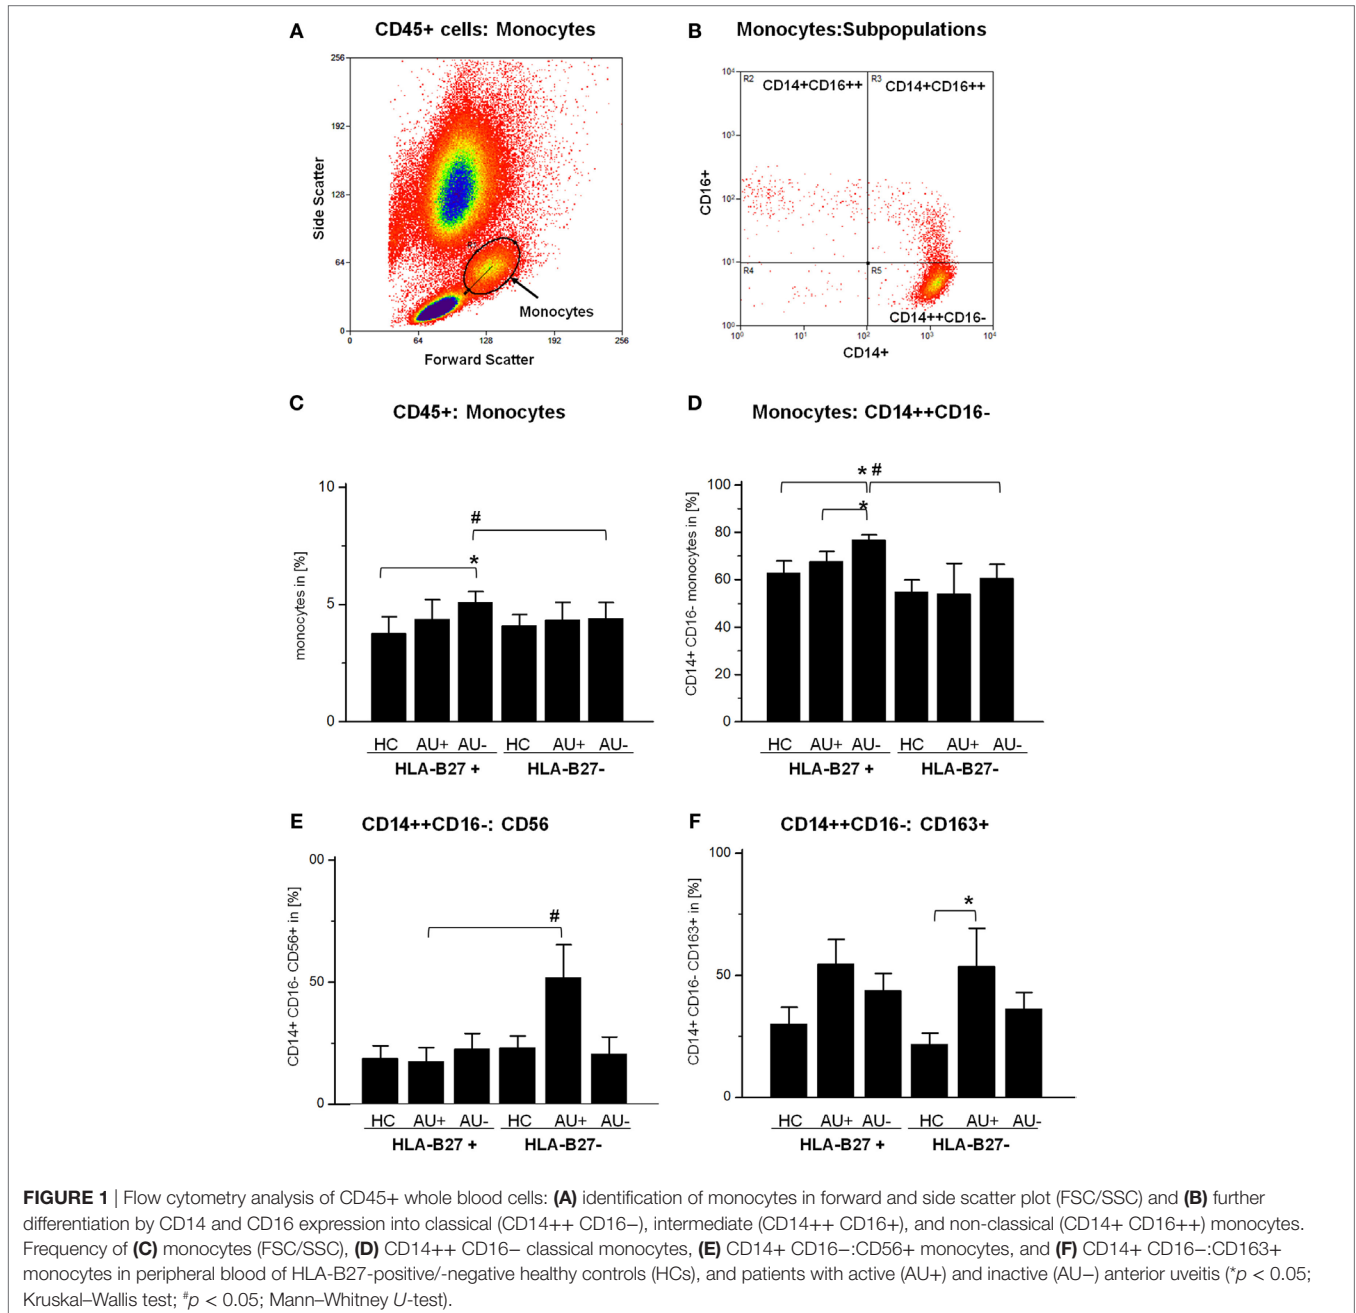 A CD45+ cells: Monocytes
256
192
128
64
0
Side Scatter
Monocytes
0 64 128 192 256
Forward Scatter
B Monocytes:Subpopulations
R2 CD14+CD16++
R3 CD14+CD16++
R4
R5
CD14++CD16-
10⁴
10³
10²
10¹
10⁰
CD16+
10⁰ 10¹ 10² 10³ 10⁴
CD14+
C CD45+: Monocytes
10
5
0
monocytes in [%]
#
*
HC AU+ AU- HC AU+ AU-
HLA-B27 + HLA-B27-
D Monocytes: CD14++CD16-
100
80
60
40
20
0
CD14+ CD16- monocytes in [%]
* #
*
HC AU+ AU- HC AU+ AU-
HLA-B27 + HLA-B27-
E CD14++CD16-: CD56
00
50
0
CD14+ CD16- CD56+ in [%]
#
HC AU+ AU- HC AU+ AU-
HLA-B27 + HLA-B27-
F CD14++CD16-: CD163+
100
50
0
CD14+ CD16- CD163+ in [%]
*
HC AU+ AU- HC AU+ AU-
HLA-B27 + HLA-B27-
FIGURE 1 | Flow cytometry analysis of CD45+ whole blood cells: (A) identification of monocytes in forward and side scatter plot (FSC/SSC) and (B) further
differentiation by CD14 and CD16 expression into classical (CD14++ CD16−), intermediate (CD14++ CD16+), and non-classical (CD14+ CD16++) monocytes.
Frequency of (C) monocytes (FSC/SSC), (D) CD14++ CD16− classical monocytes, (E) CD14+ CD16−:CD56+ monocytes, and (F) CD14+ CD16−:CD163+
monocytes in peripheral blood of HLA-B27-positive/-negative healthy controls (HCs), and patients with active (AU+) and inactive (AU−) anterior uveitis (*p < 0.05;
Kruskal–Wallis test; #p < 0.05; Mann–Whitney U-test).